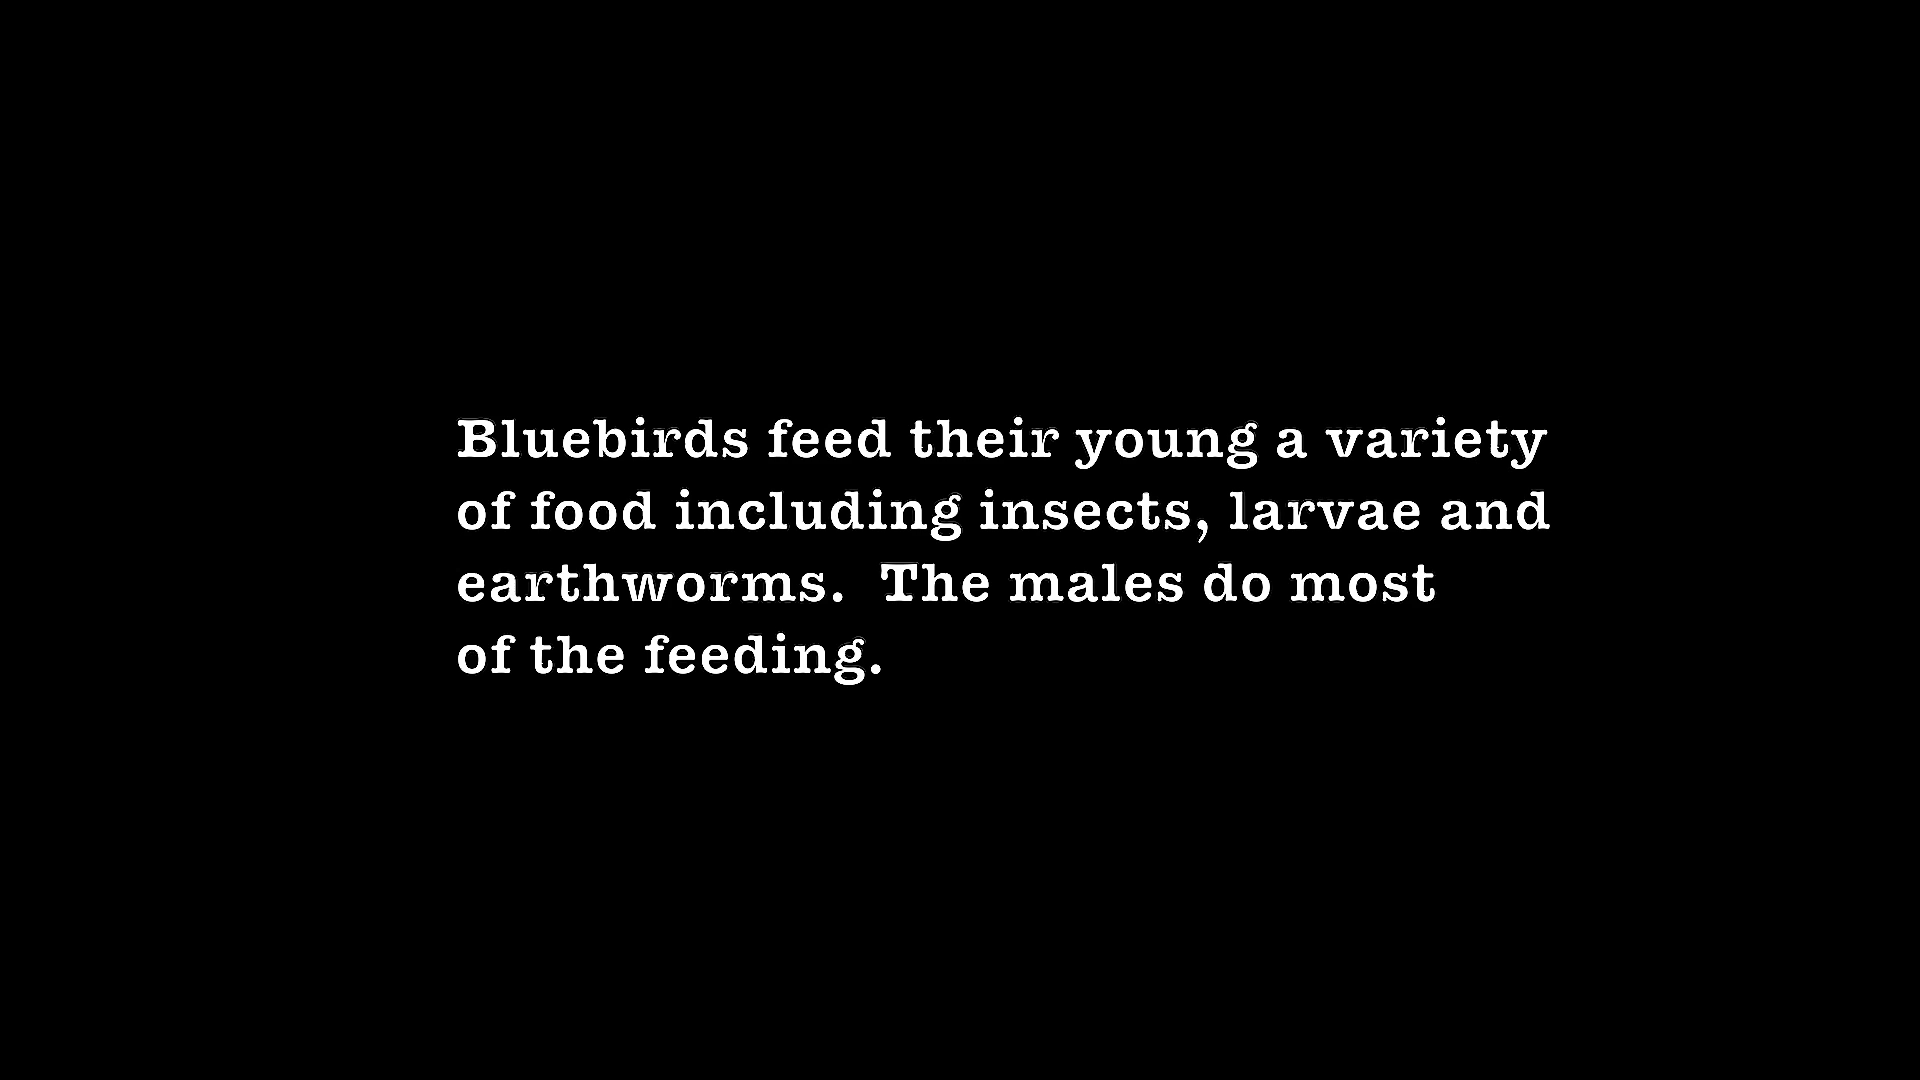 Bluebirds feed their young a variety
of food including insects, larvae and
earthworms.  The males do most
of the feeding.